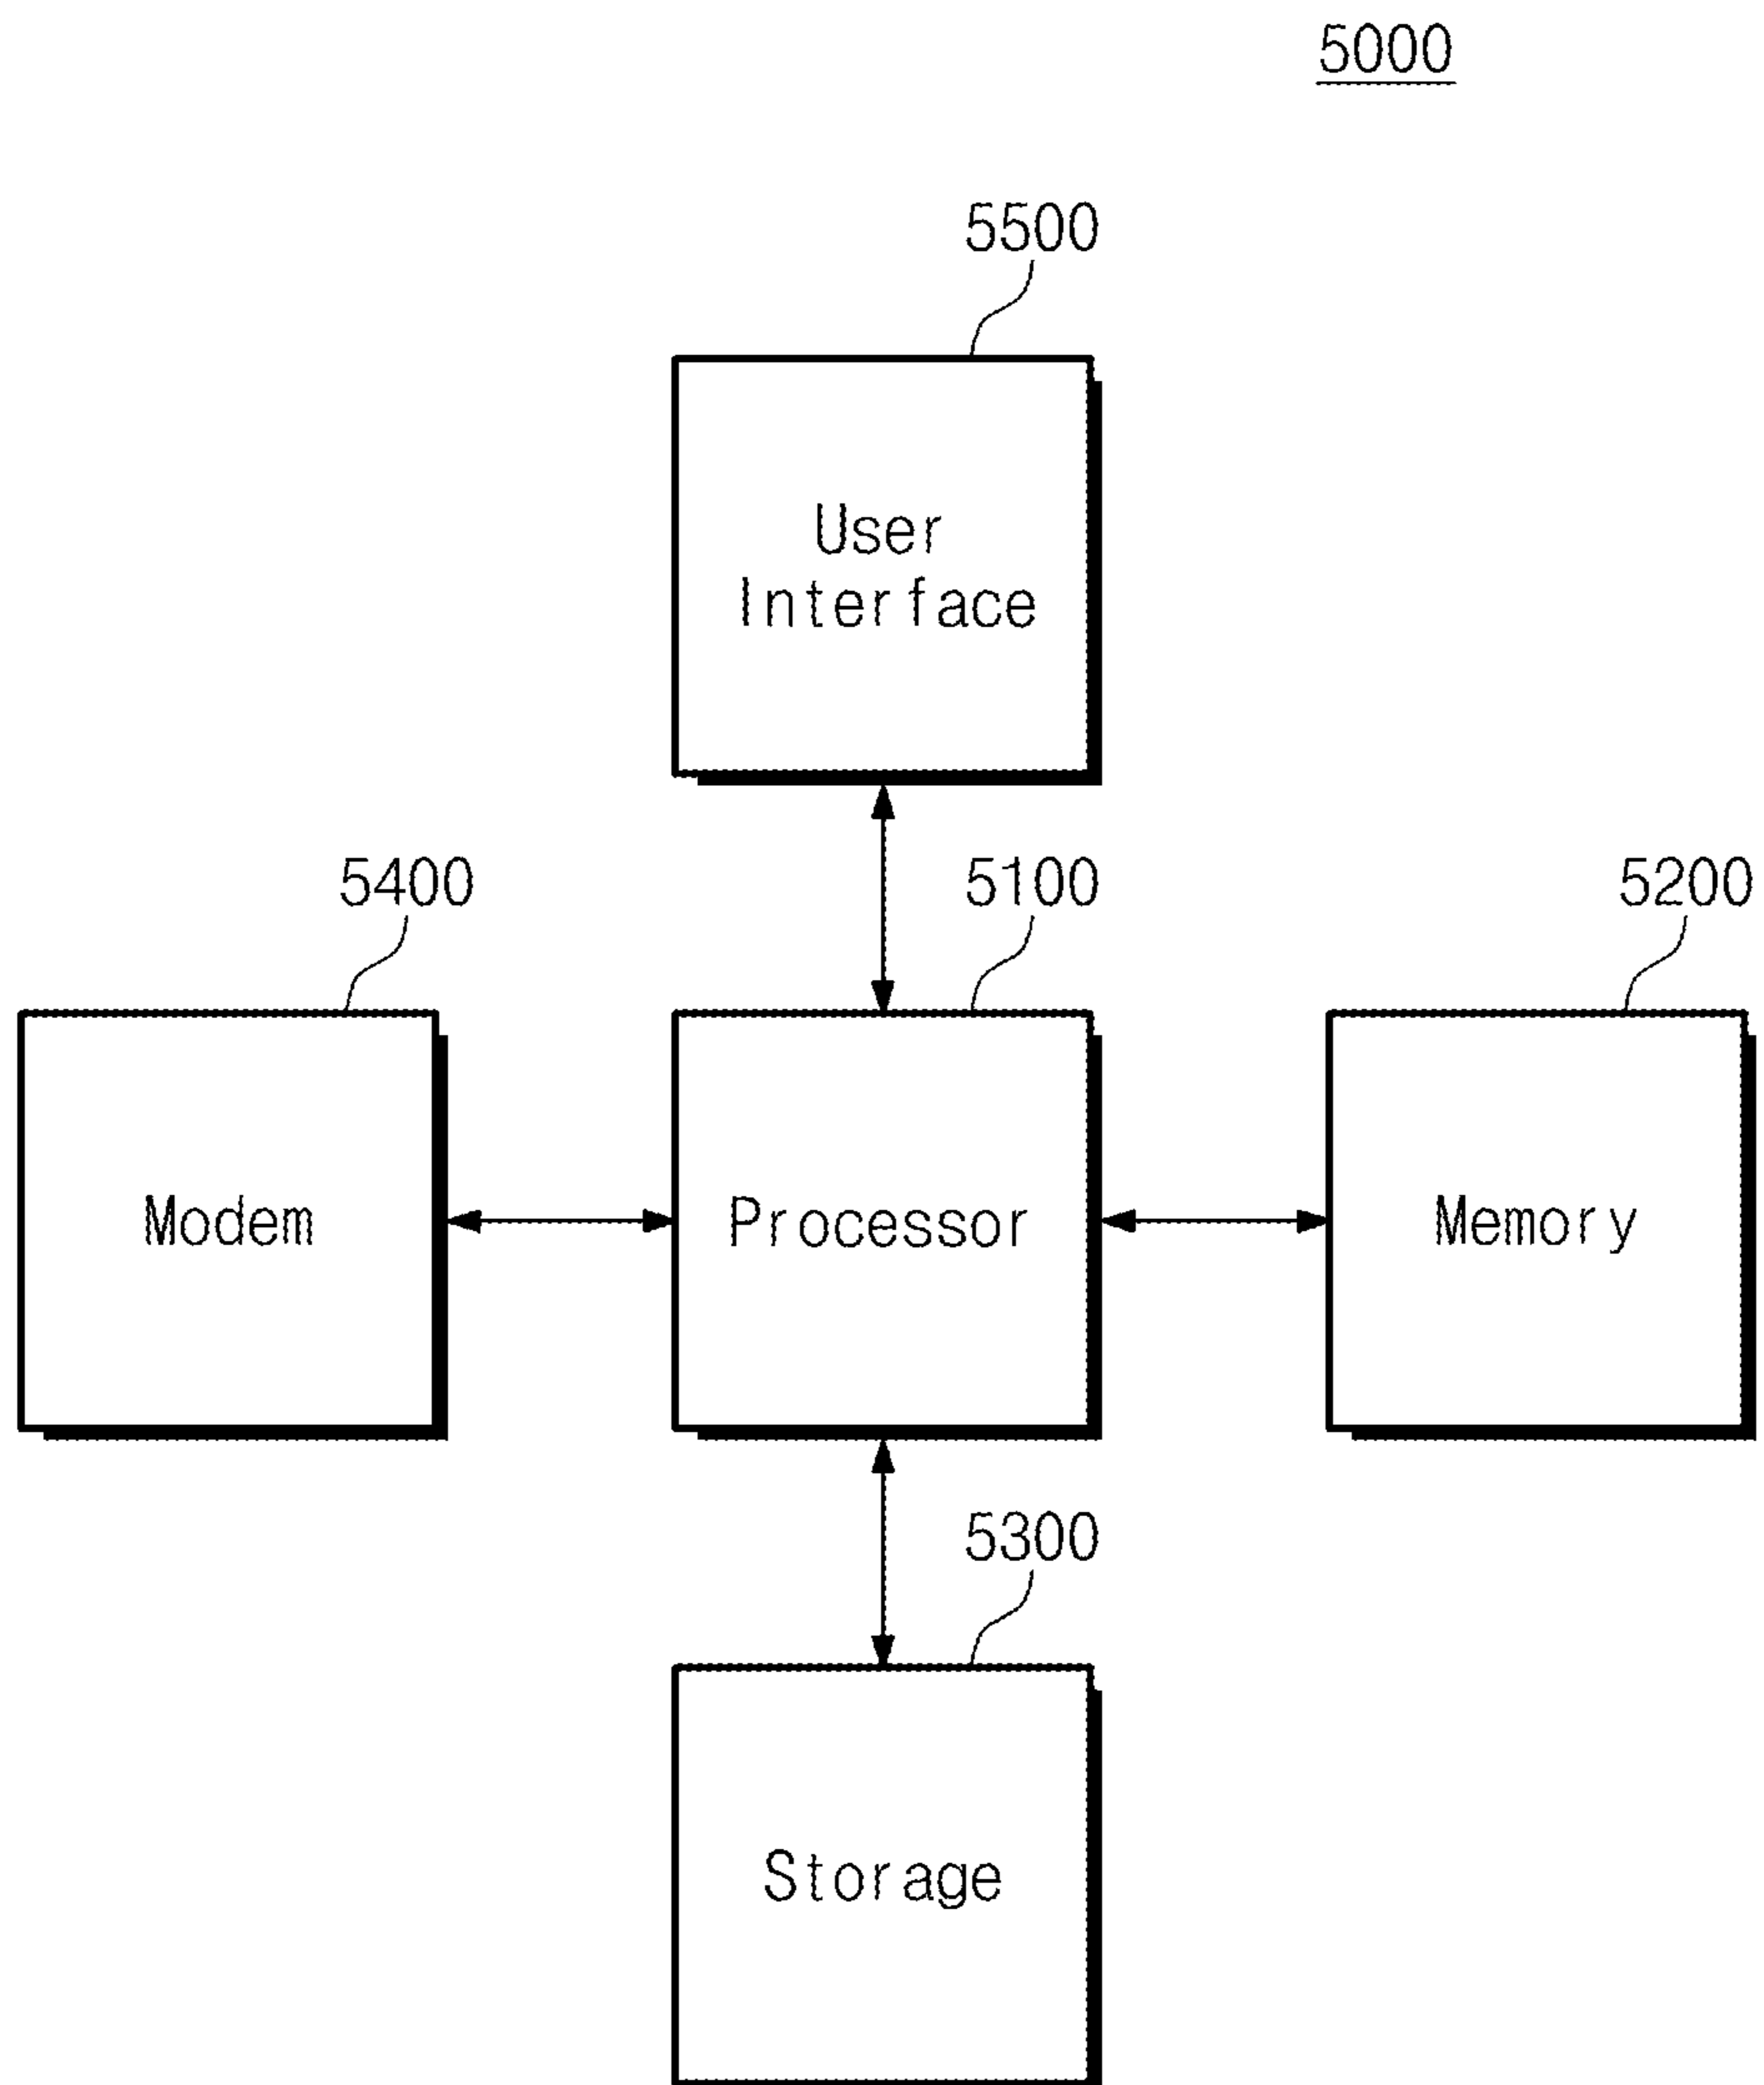 5000
5500
User
Interface
5400
5100
5200
Modem
Processor
Memory
5300
Storage